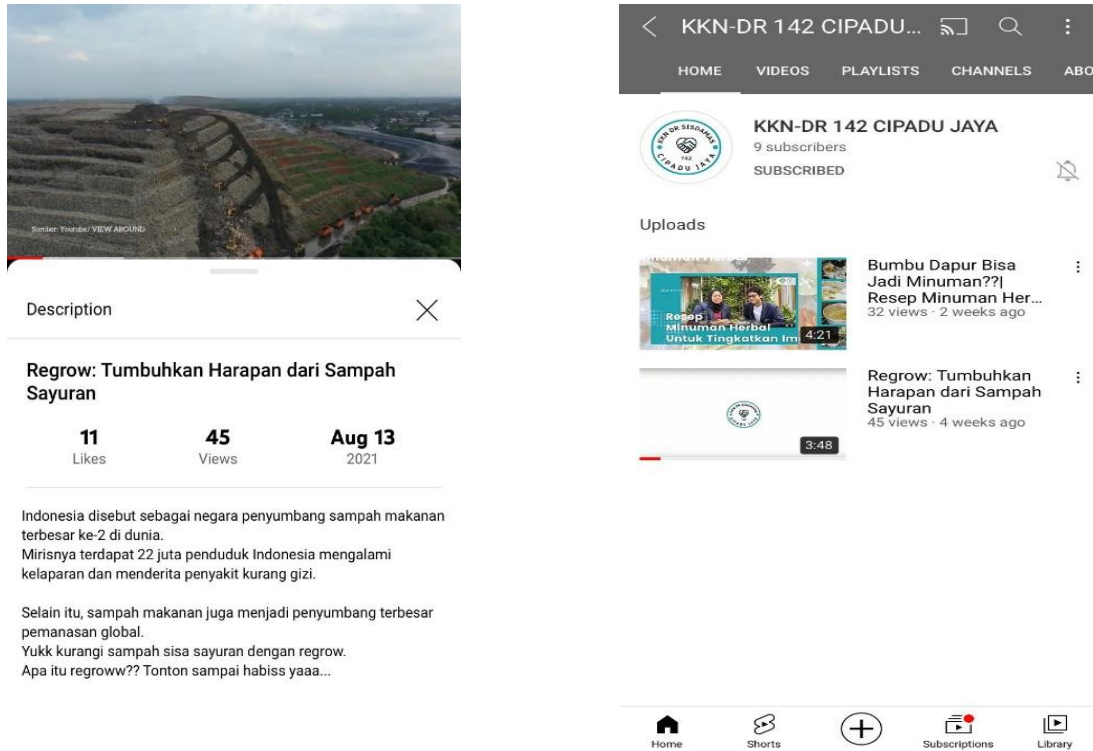 Sumber: Youtube/ VIEW AROUND
Description
Regrow: Tumbuhkan Harapan dari Sampah
Sayuran
11
Likes
45
Views
Aug 13
2021
Indonesia disebut sebagai negara penyumbang sampah makanan
terbesar ke-2 di dunia.
Mirisnya terdapat 22 juta penduduk Indonesia mengalami
kelaparan dan menderita penyakit kurang gizi.
Selain itu, sampah makanan juga menjadi penyumbang terbesar
pemanasan global.
Yukk kurangi sampah sisa sayuran dengan regrow.
Apa itu regroww?? Tonton sampai habiss yaaa...
KKN-DR 142 CIPADU...
HOME VIDEOS PLAYLISTS CHANNELS ABO
KKN DR SISDAMAS
142
CIPADU JAYA
KKN-DR 142 CIPADU JAYA
9 subscribers
SUBSCRIBED
Uploads
Resep
Minuman Herbal
Untuk Tingkatkan Im
4:21
Bumbu Dapur Bisa
Jadi Minuman??|
Resep Minuman Her...
32 views · 2 weeks ago
3:48
Regrow: Tumbuhkan
Harapan dari Sampah
Sayuran
45 views · 4 weeks ago
Home Shorts Subscriptions Library